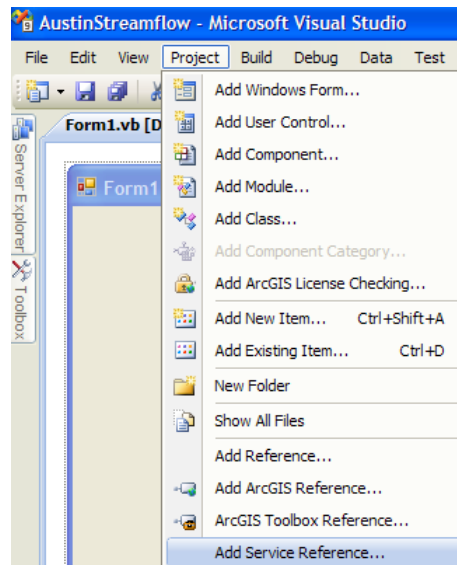 AustinStreamflow - Microsoft Visual Studio
File Edit View Project Build Debug Data Test
Form1.vb [D
Server Explorer
Toolbox
Form1
Add Windows Form...
Add User Control...
Add Component...
Add Module...
Add Class...
Add Component Category...
Add ArcGIS License Checking...
Add New Item... Ctrl+Shift+A
Add Existing Item... Ctrl+D
New Folder
Show All Files
Add Reference...
Add ArcGIS Reference...
ArcGIS Toolbox Reference...
Add Service Reference...